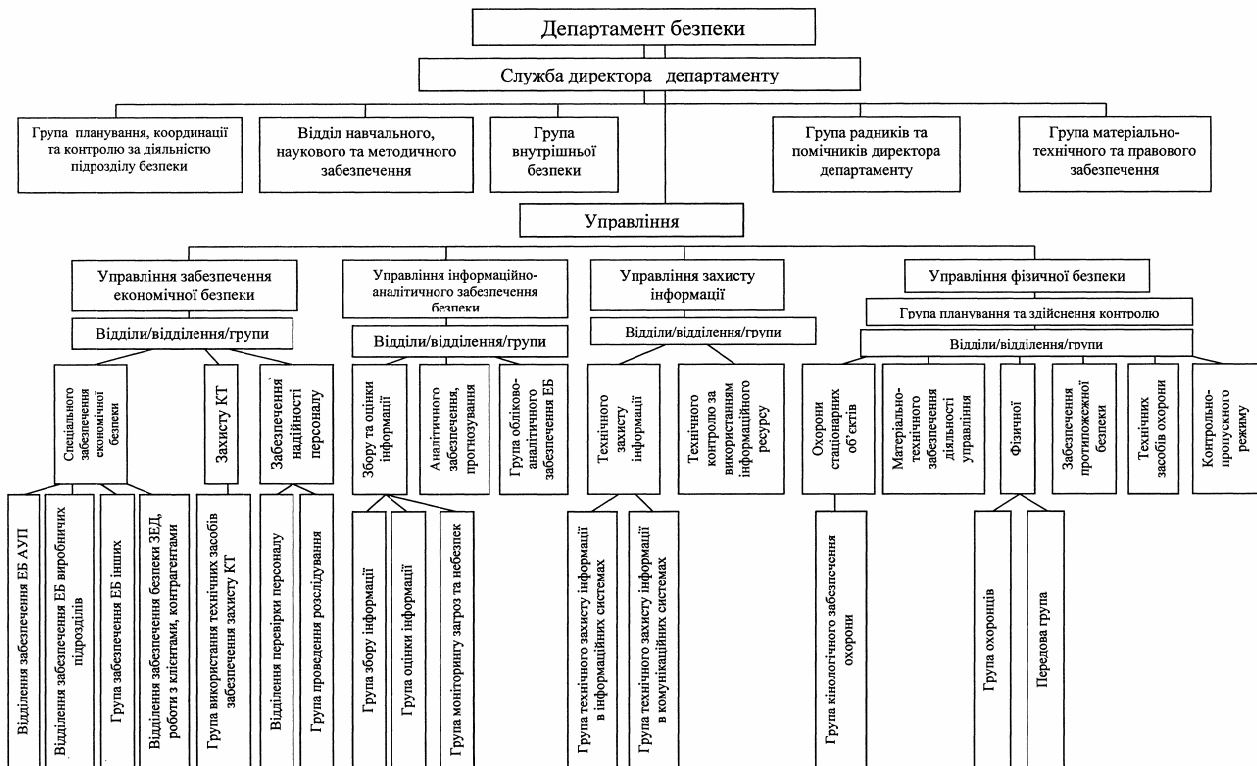 Департамент безпеки
Служба директора департаменту
Група планування, координації
та контролю за діяльністю
підрозділу безпеки
Відділ навчального,
наукового та методичного
забезпечення
Група
внутрішньої
безпеки
Група радників та
помічників директора
департаменту
Група матеріально-
технічного та правового
забезпечення
Управління
Управління забезпечення
економічної безпеки
Управління інформаційно-
аналітичного забезпечення
безпеки
Управління захисту
інформації
Управління фізичної безпеки
Група планування та здійснення контролю
Відділи/відділення/групи
Відділи/відділення/групи
Відділи/відділення/групи
Відділи/відділення/групи
Спеціального
забезпечення
економічної
безпеки
Захисту КТ
Забезпечення
надійності
персоналу
Збору та оцінки
інформації
Аналітичного
забезпечення,
прогнозування
Група обліково-
аналітичного
забезпечення ЕБ
Технічного
захисту
інформації
Технічного
контролю за
використанням
інформаційного
ресурсу
Охорони
стаціонарних
об’єктів
Матеріально-
технічного
забезпечення
діяльності
управління
Фізичної
Забезпечення
протипожежної
безпеки
Технічних
засобів охорони
Контрольно-
пропускного
режиму
Відділення забезпечення ЕБ АУП
Відділення забезпечення ЕБ виробничих
підрозділів
Група забезпечення ЕБ інших
Відділення забезпечення безпеки ЗЕД,
роботи з клієнтами, контрагентами
Група використання технічних засобів
забезпечення захисту КТ
Відділення перевірки персоналу
Група проведення розслідування
Група збору інформації
Група оцінки інформації
Група моніторингу загроз та небезпек
Група технічного захисту інформації
в інформаційних системах
Група технічного захисту інформації
в комунікаційних системах
Група кінологічного забезпечення
охорони
Група охоронців
Передова група